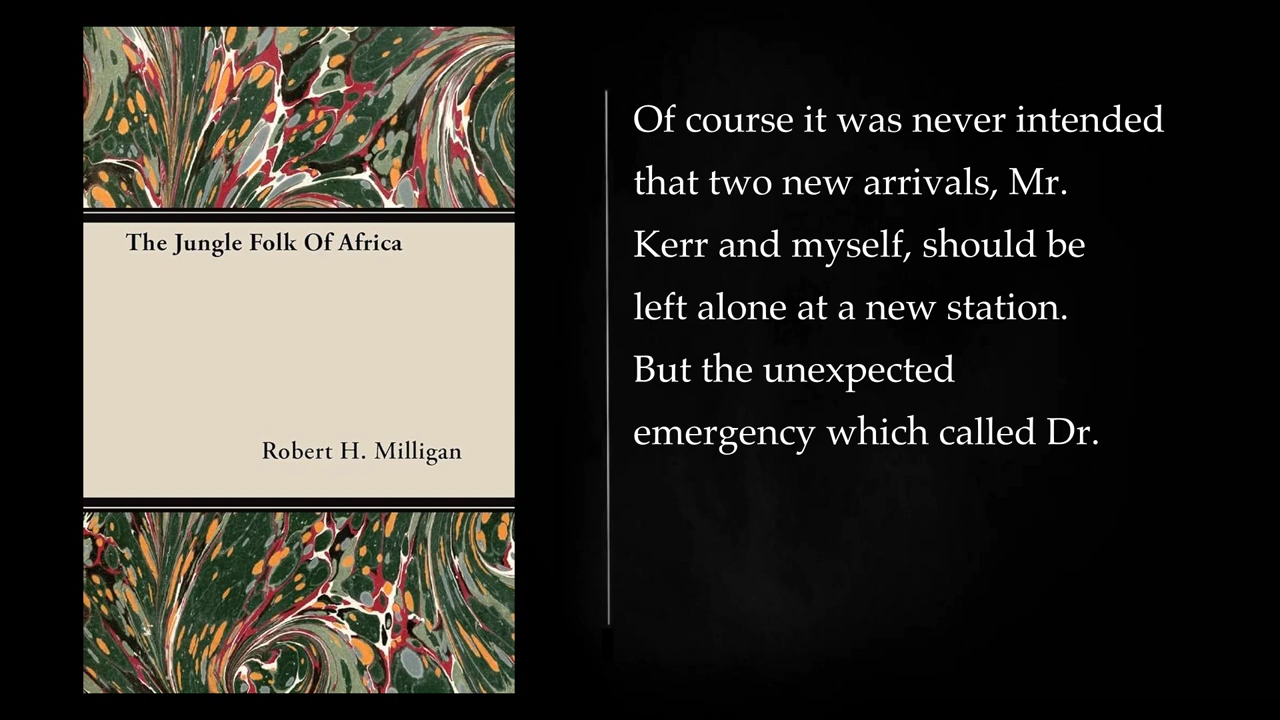 The Jungle Folk Of Africa
Robert H. Milligan
Of course it was never intended
that two new arrivals, Mr.
Kerr and myself, should be
left alone at a new station.
But the unexpected
emergency which called Dr.